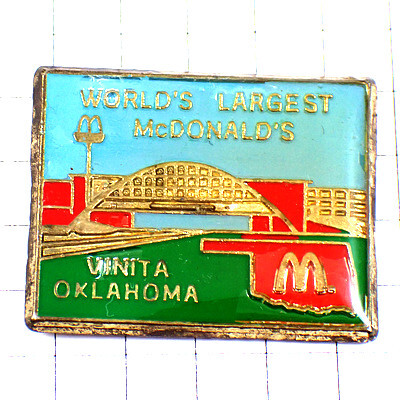 WORLD'S LARGEST
McDONALD'S
VINITA
OKLAHOMA